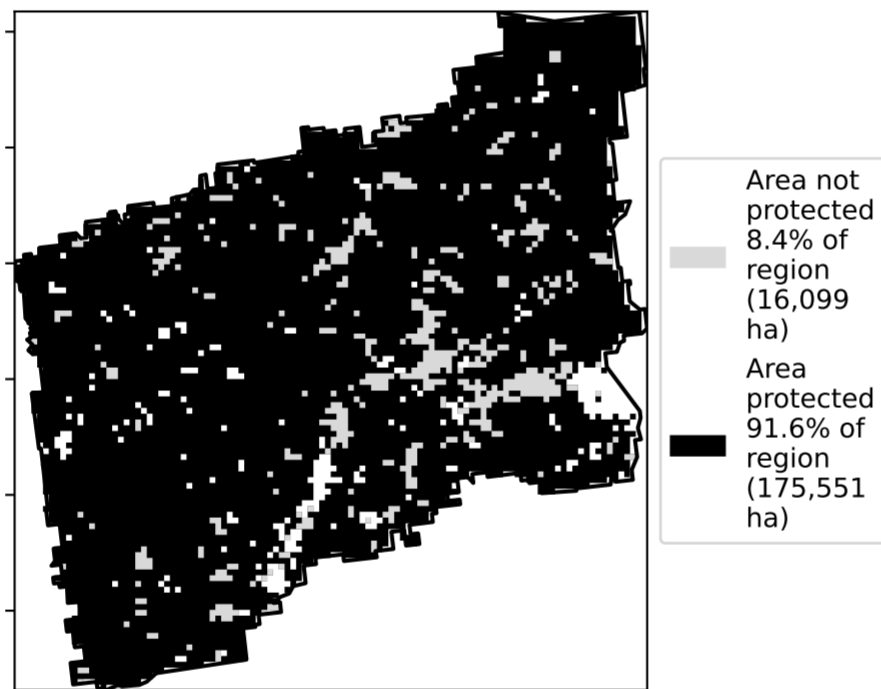 Area not
protected
8.4% of
region
(16,099
ha)
Area
protected
91.6% of
region
(175,551
ha)